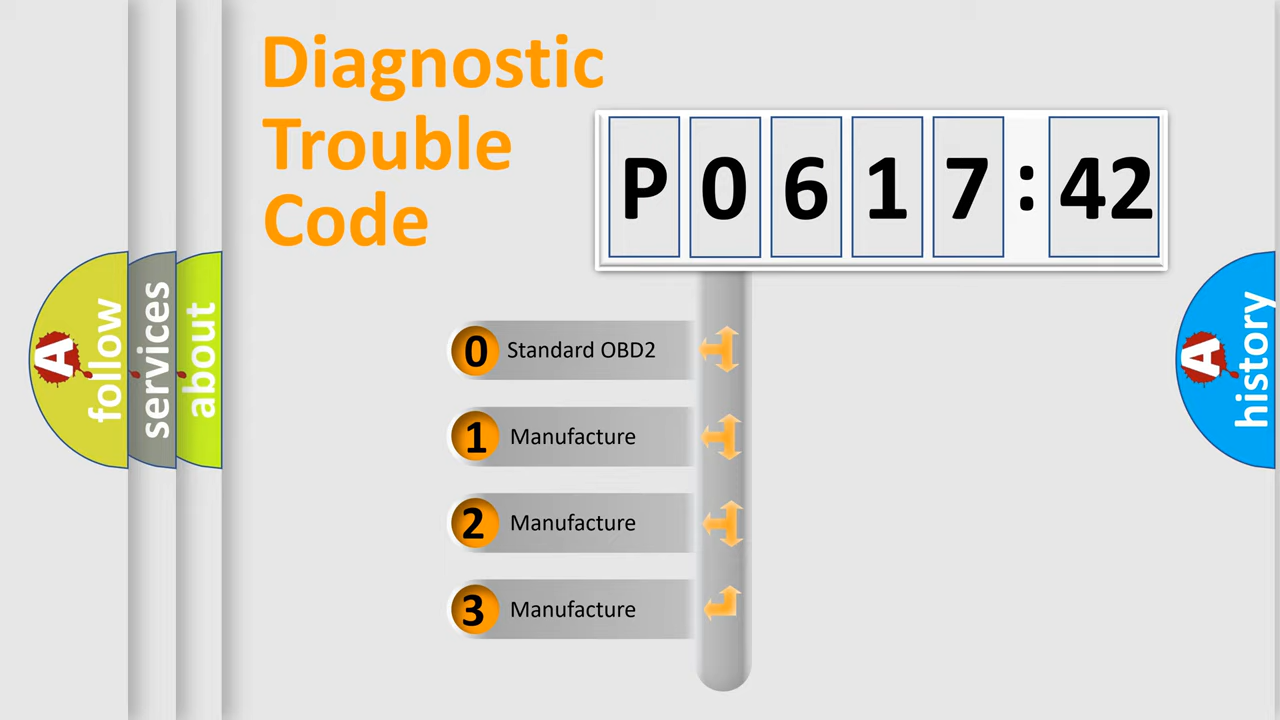 Diagnostic
Trouble
Code
P 0 6 1 7 : 42
0 Standard OBD2
1 Manufacture
2 Manufacture
3 Manufacture
A follow
services
about
A history